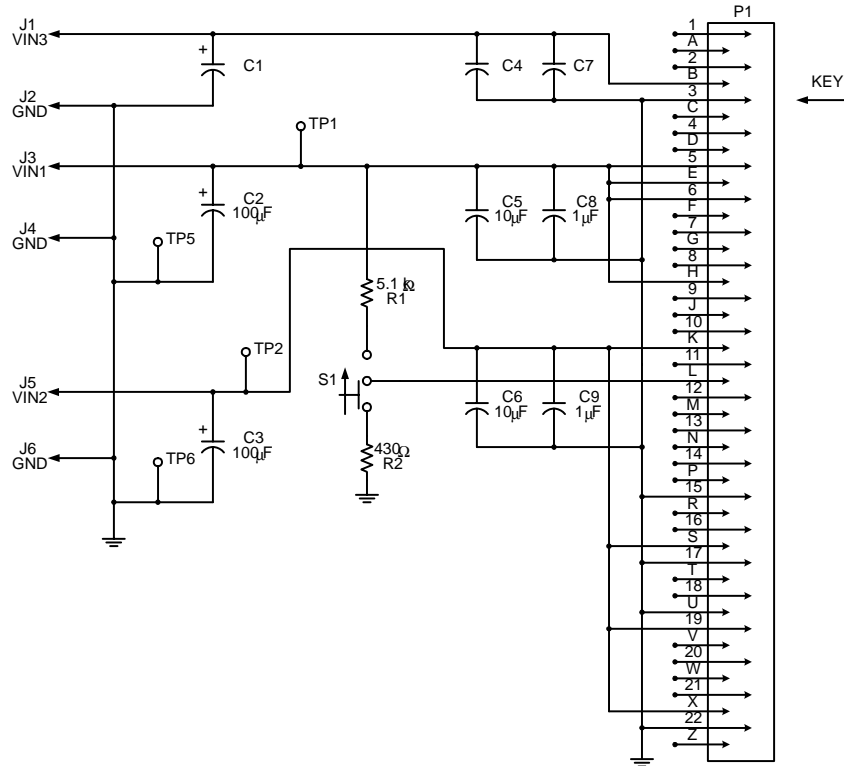 P1
J1
VIN3
C1
C4
C7
J2
GND
KEY
TP1
J3
VIN1
C2
100µF
C5
10µF
C8
1µF
J4
GND
TP5
5.1 kΩ
R1
TP2
J5
VIN2
S1
C6
10µF
C9
1µF
C3
100µF
430Ω
R2
J6
GND
TP6
1
A
2
B
3
C
4
D
5
E
6
F
7
G
8
H
9
J
10
K
11
L
12
M
13
N
14
P
15
R
16
S
17
T
18
U
19
V
20
W
21
X
22
Z
+
+
+